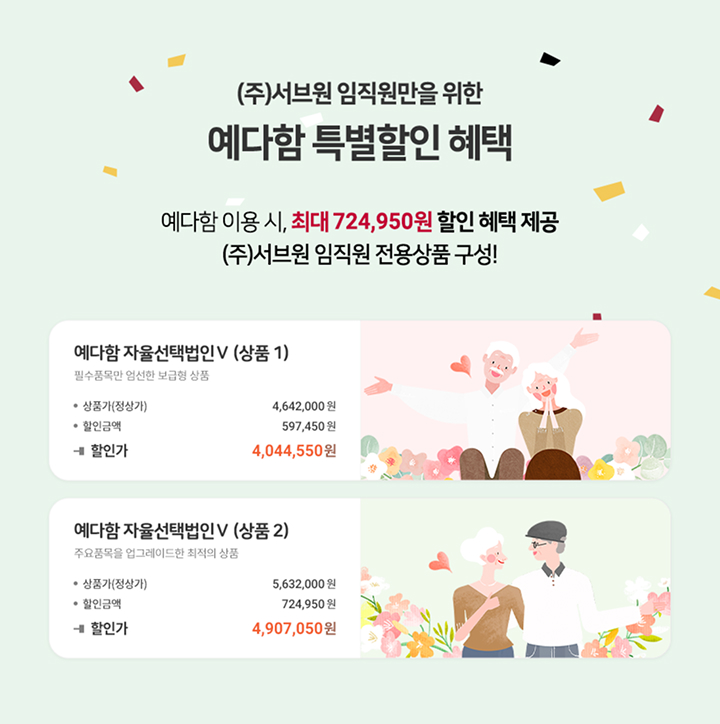 (주)서브원 임직원만을 위한
예다함 특별할인 혜택
예다함 이용 시, 최대 724,950원 할인 혜택 제공
(주)서브원 임직원 전용상품 구성!
예다함 자율선택법인V (상품 1)
필수품목만 엄선한 보급형 상품
• 상품가(정상가) 4,642,000 원
• 할인금액 597,450 원
할인가 4,044,550원
예다함 자율선택법인V (상품 2)
주요품목을 업그레이드한 최적의 상품
• 상품가(정상가) 5,632,000 원
• 할인금액 724,950 원
할인가 4,907,050원